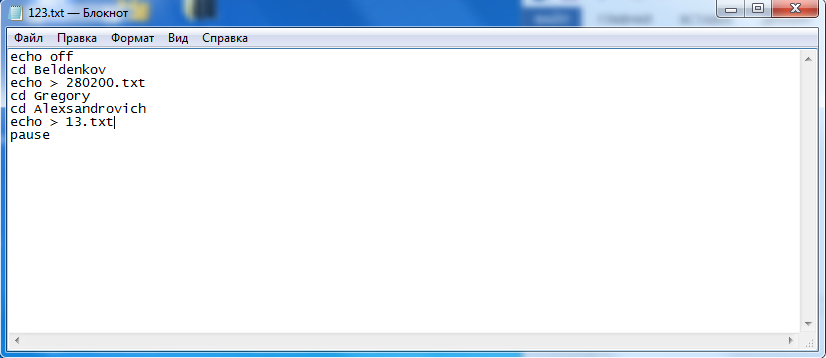 123.txt — Блокнот
Файл Правка Формат Вид Справка
echo off
cd Beldenkov
echo > 280200.txt
cd Gregory
cd Alexsandrovich
echo > 13.txt
pause